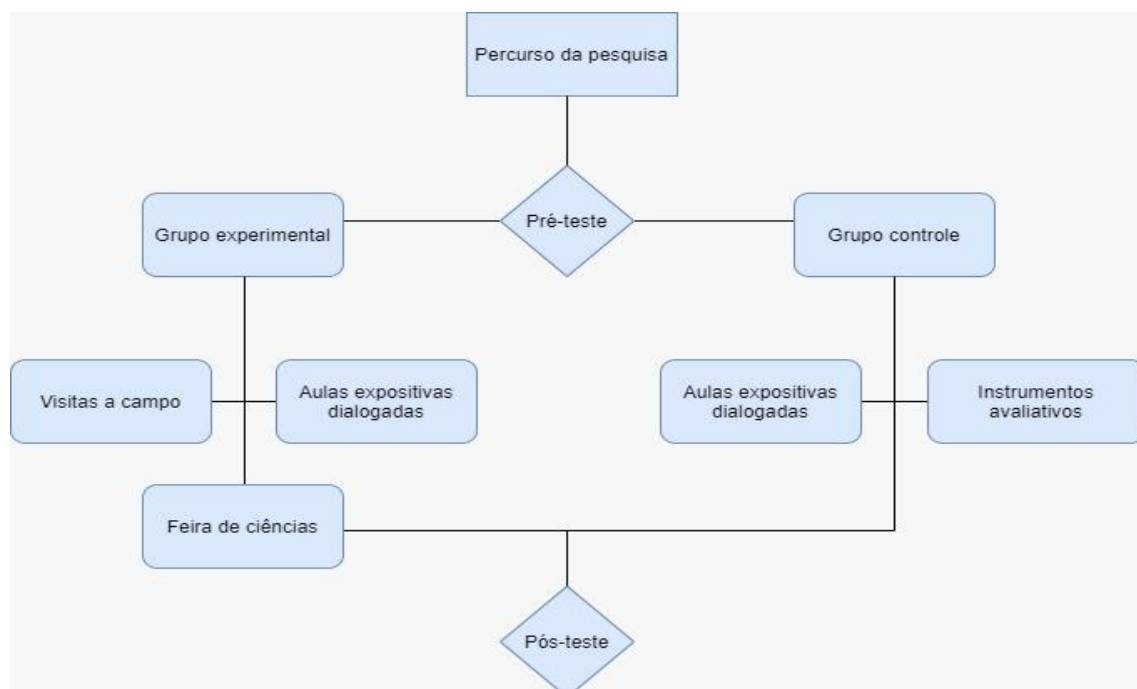 Percurso da pesquisa
Pré-teste
Grupo experimental
Grupo controle
Visitas a campo
Aulas expositivas
dialogadas
Aulas expositivas
dialogadas
Instrumentos
avaliativos
Feira de ciências
Pós-teste